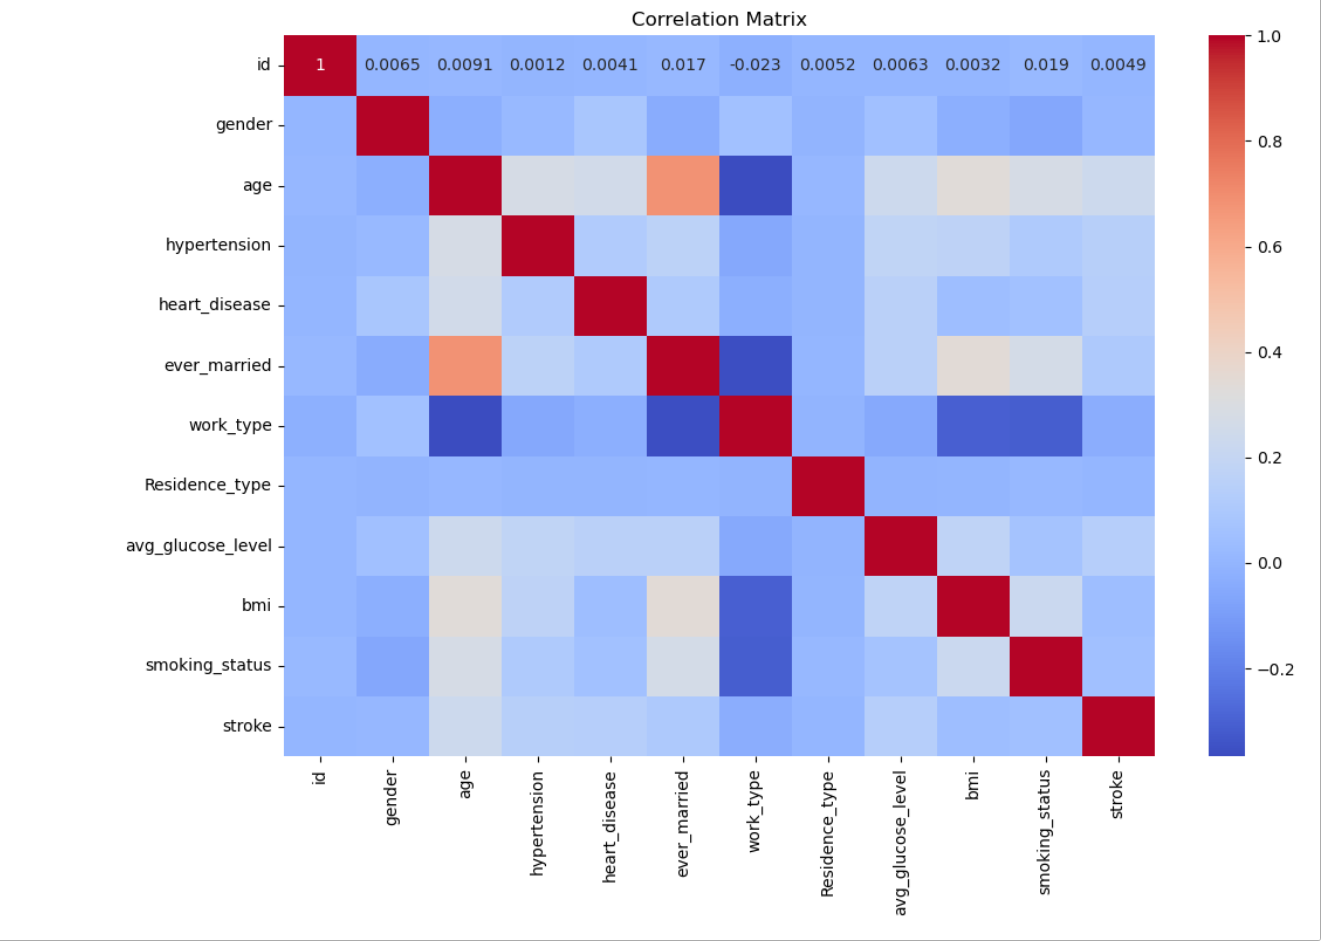 Correlation Matrix
id
1 0.0065 0.0091 0.0012 0.0041 0.017 -0.023 0.0052 0.0063 0.0032 0.019 0.0049
gender
age
hypertension
heart_disease
ever_married
work_type
Residence_type
avg_glucose_level
bmi
smoking_status
stroke
id
gender
age
hypertension
heart_disease
ever_married
work_type
Residence_type
avg_glucose_level
bmi
smoking_status
stroke
1.0
0.8
0.6
0.4
0.2
0.0
−0.2